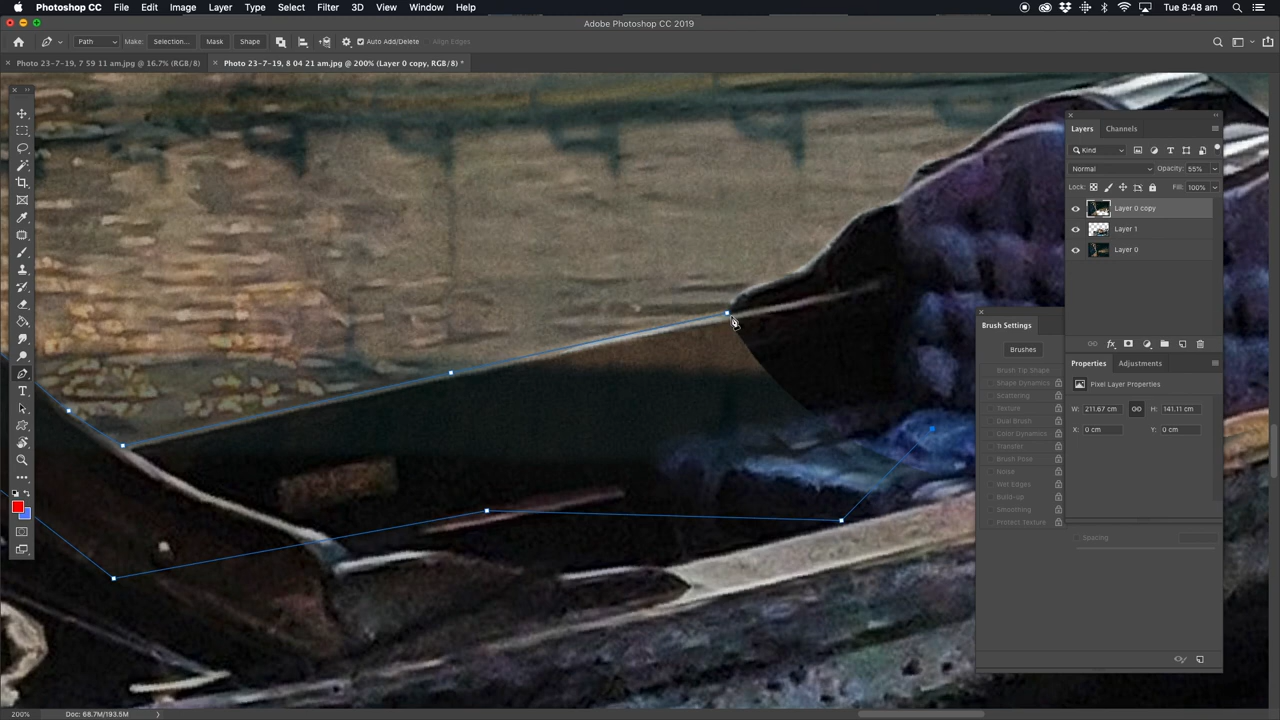 Photoshop CC File Edit Image Layer Type Select Filter 3D View Window Help Tue 8:48 am
Adobe Photoshop CC 2019
Path Make: Selection... Mask Shape Auto Add/Delete Align Edges
Photo 23-7-19, 7 59 11 am.jpg @ 16.7% (RGB/8) Photo 23-7-19, 8 04 21 am.jpg @ 200% (Layer 0 copy, RGB/8) *
Layers Channels
Kind
Normal Opacity: 55%
Lock: Fill: 100%
Layer 0 copy
Layer 1
Layer 0
Brush Settings
Brushes
Brush Tip Shape
Shape Dynamics
Scattering
Texture
Dual Brush
Color Dynamics
Transfer
Brush Pose
Noise
Wet Edges
Build-up
Smoothing
Protect Texture
Spacing
Properties Adjustments
Pixel Layer Properties
W: 211.67 cm H: 141.11 cm
X: 0 cm Y: 0 cm
200% Doc: 68.7M/193.5M